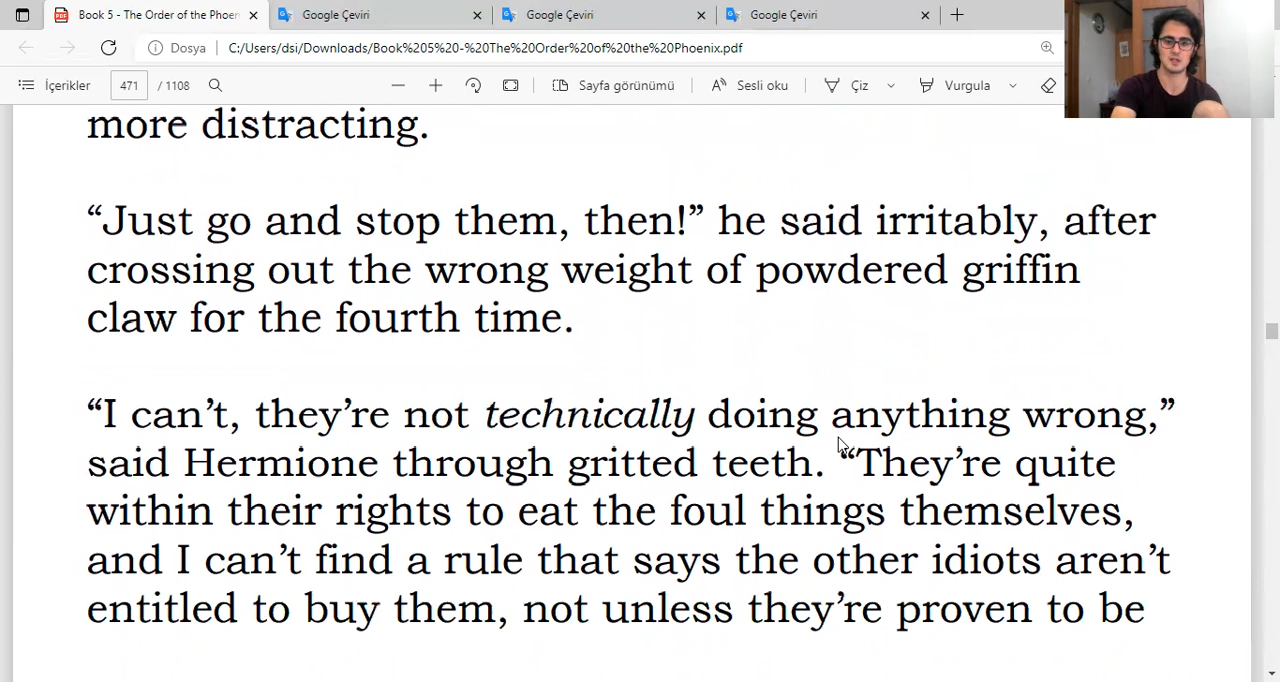 Book 5 - The Order of the Phoen
Google Çeviri
Google Çeviri
Google Çeviri
Dosya
C:/Users/dsi/Downloads/Book%205%20-%20The%20Order%20of%20the%20Phoenix.pdf
İçerikler
471
/ 1108
Sayfa görünümü
Sesli oku
Çiz
Vurgula
more distracting.
“Just go and stop them, then!” he said irritably, after
crossing out the wrong weight of powdered griffin
claw for the fourth time.
“I can’t, they’re not technically doing anything wrong,”
said Hermione through gritted teeth. “They’re quite
within their rights to eat the foul things themselves,
and I can’t find a rule that says the other idiots aren’t
entitled to buy them, not unless they’re proven to be